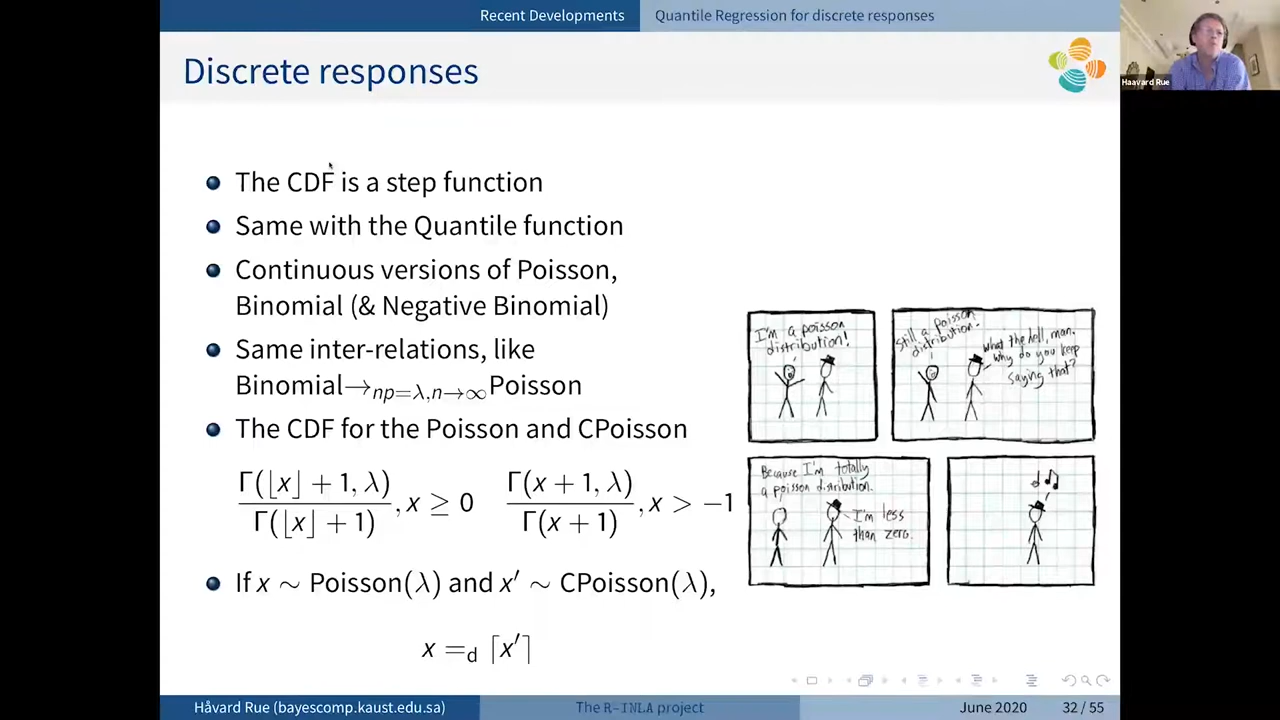 Recent Developments
Quantile Regression for discrete responses
Discrete responses
Haavard Rue
The CDF is a step function
Same with the Quantile function
Continuous versions of Poisson,
Binomial (& Negative Binomial)
Same inter-relations, like
Binomial→np=λ,n→∞Poisson
The CDF for the Poisson and CPoisson
Γ(⌊x⌋ + 1, λ) / Γ(⌊x⌋ + 1), x ≥ 0   Γ(x + 1, λ) / Γ(x + 1), x > −1
If x ∼ Poisson(λ) and x′ ∼ CPoisson(λ),
x =d ⌈x′⌉
I'm a poisson
distribution!
Still a poisson
distribution.
What the hell, man.
Why do you keep
saying that?
Because I'm totally
a poisson distribution.
I'm less
than zero.
Håvard Rue (bayescomp.kaust.edu.sa)
The R-INLA project
June 2020
32 / 55